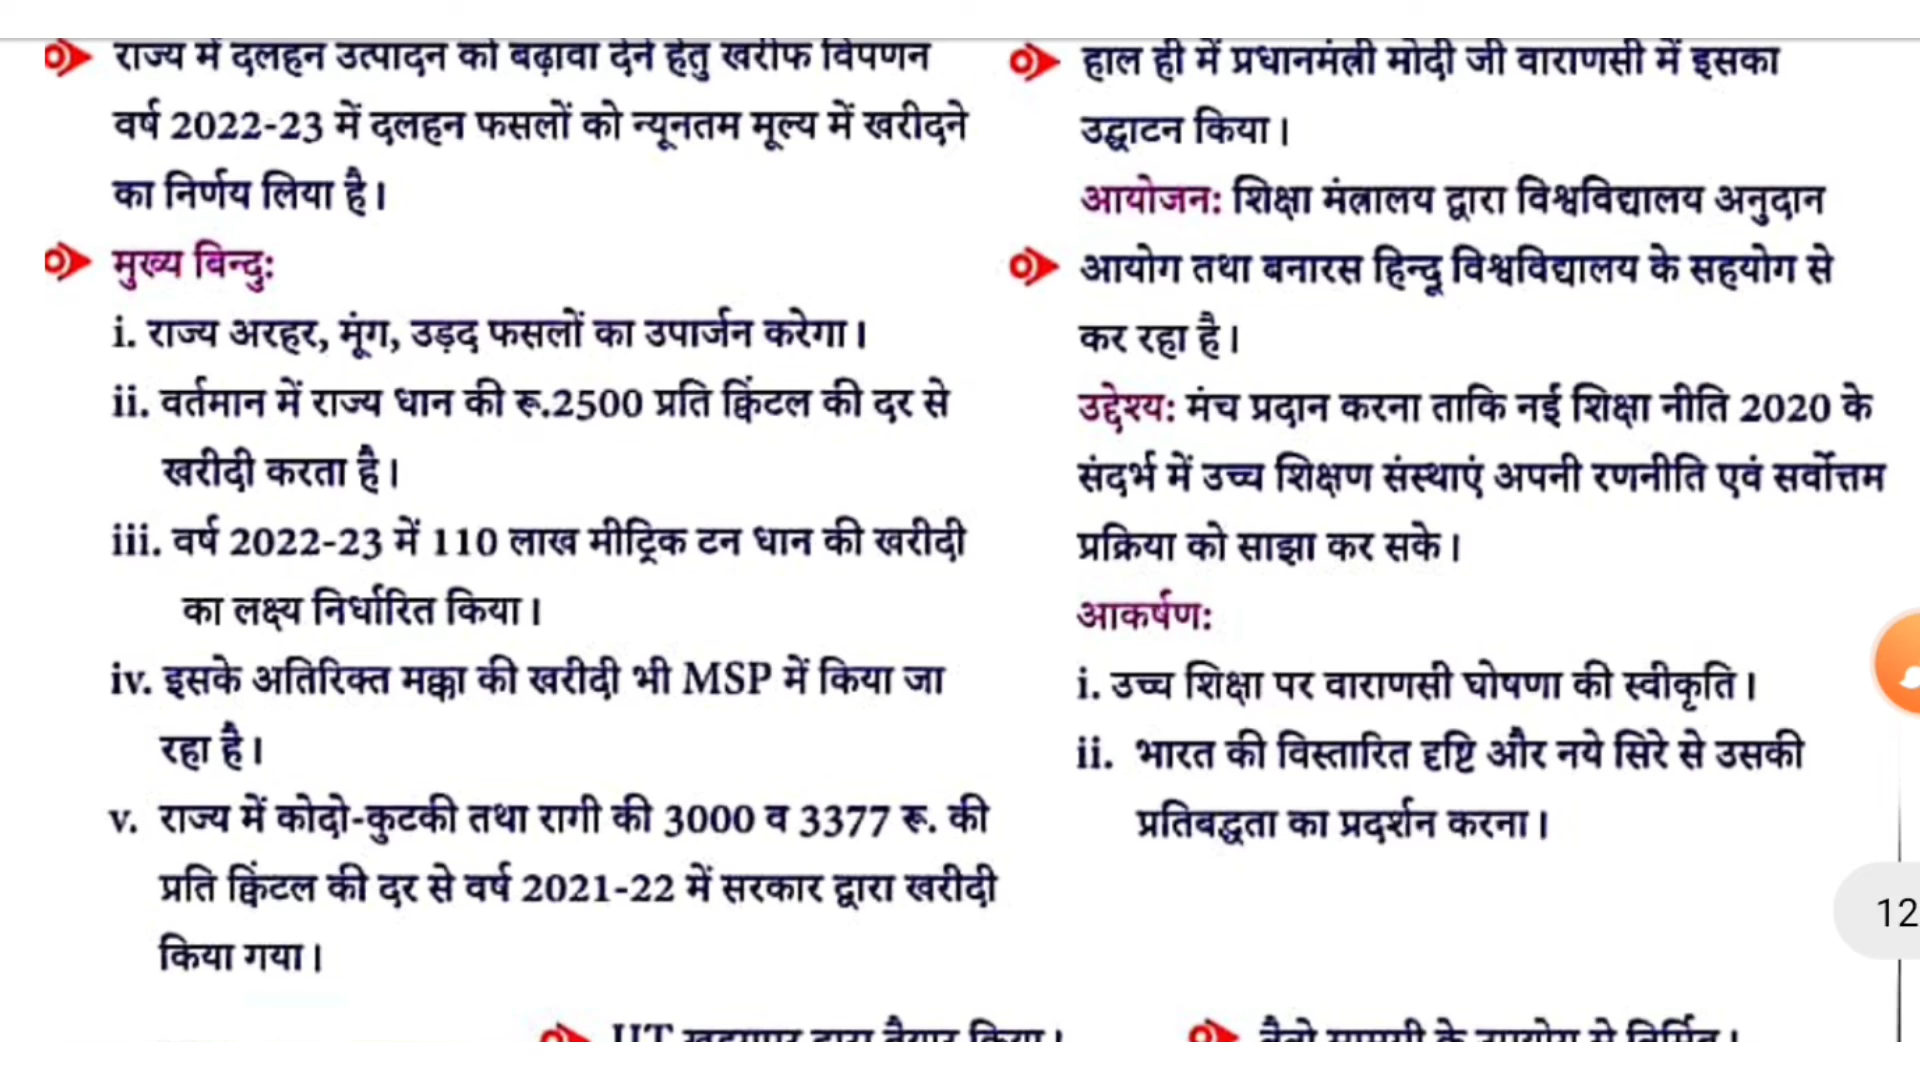 राज्य में दलहन उत्पादन को बढ़ावा देने हेतु खरीफ विपणन
वर्ष 2022-23 में दलहन फसलों को न्यूनतम मूल्य में खरीदने
का निर्णय लिया है।
मुख्य बिन्दु:
i. राज्य अरहर, मूंग, उड़द फसलों का उपार्जन करेगा।
ii. वर्तमान में राज्य धान की रू.2500 प्रति क्विंटल की दर से
खरीदी करता है।
iii. वर्ष 2022-23 में 110 लाख मीट्रिक टन धान की खरीदी
का लक्ष्य निर्धारित किया।
iv. इसके अतिरिक्त मक्का की खरीदी भी MSP में किया जा
रहा है।
v. राज्य में कोदो-कुटकी तथा रागी की 3000 व 3377 रू. की
प्रति क्विंटल की दर से वर्ष 2021-22 में सरकार द्वारा खरीदी
किया गया।
हाल ही में प्रधानमंत्री मोदी जी वाराणसी में इसका
उद्घाटन किया।
आयोजन: शिक्षा मंत्रालय द्वारा विश्वविद्यालय अनुदान
आयोग तथा बनारस हिन्दू विश्वविद्यालय के सहयोग से
कर रहा है।
उद्देश्य: मंच प्रदान करना ताकि नई शिक्षा नीति 2020 के
संदर्भ में उच्च शिक्षण संस्थाएं अपनी रणनीति एवं सर्वोत्तम
प्रक्रिया को साझा कर सके।
आकर्षण:
i. उच्च शिक्षा पर वाराणसी घोषणा की स्वीकृति।
ii. भारत की विस्तारित दृष्टि और नये सिरे से उसकी
प्रतिबद्धता का प्रदर्शन करना।
12
IIT खड़गपुर द्वारा तैयार किया।
के उपयोग से निर्मित।